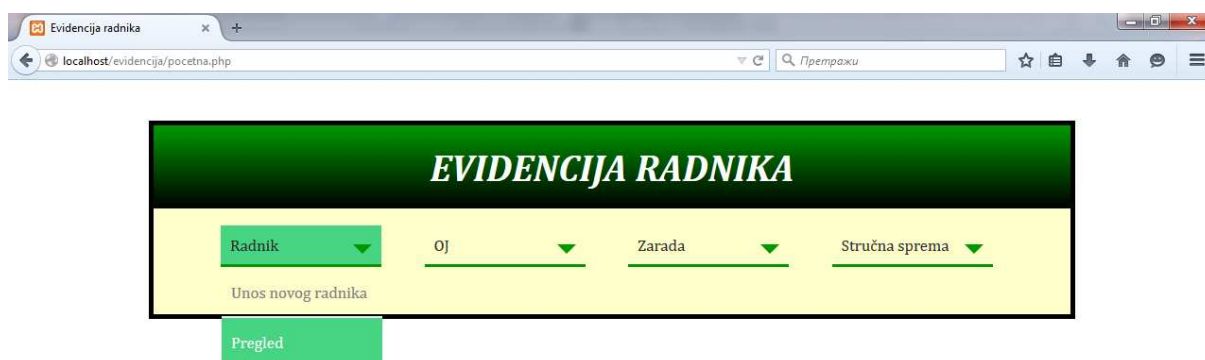 Evidencija radnika
localhost/evidencija/pocetna.php
Претражи
EVIDENCIJA RADNIKA
Radnik OJ Zarada Stručna sprema
Unos novog radnika
Pregled